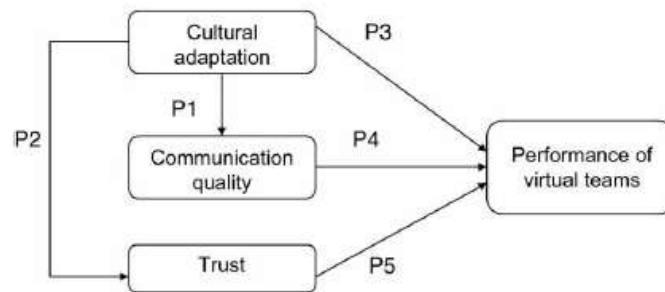 Cultural
adaptation
P3
P1
P2
Communication
quality
P4
Performance of
virtual teams
Trust
P5